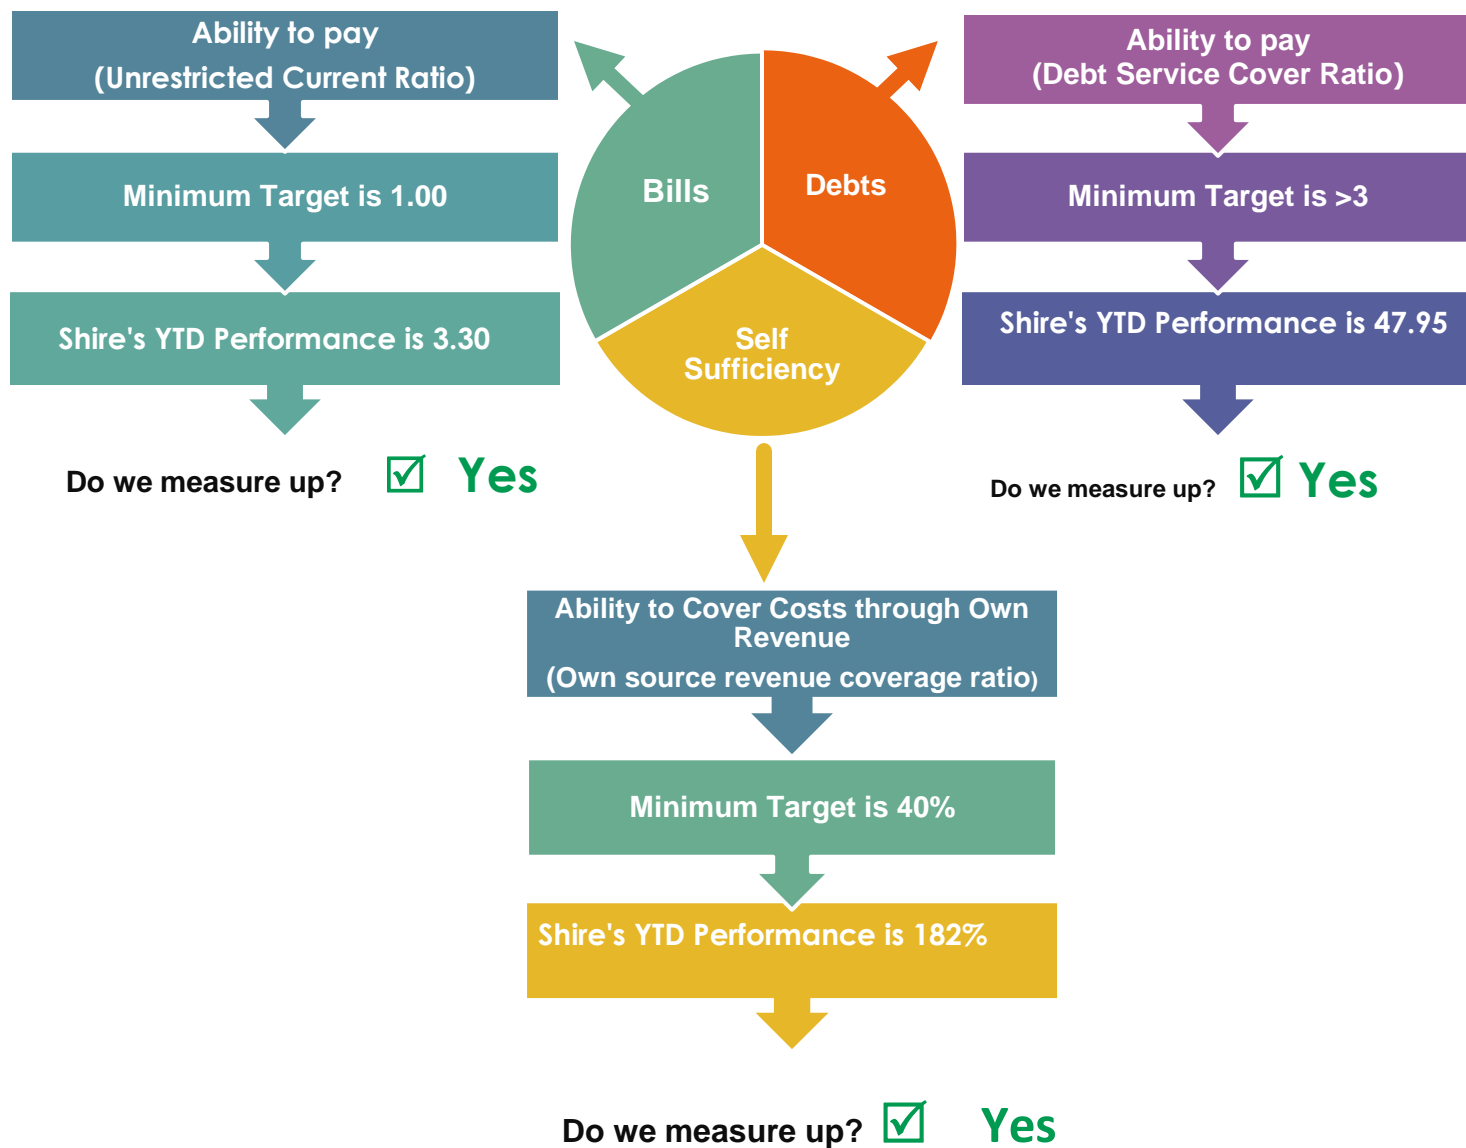 Ability to pay
(Unrestricted Current Ratio)
Minimum Target is 1.00
Shire's YTD Performance is 3.30
Do we measure up? ☑ Yes
Bills
Debts
Self
Sufficiency
Ability to pay
(Debt Service Cover Ratio)
Minimum Target is >3
Shire's YTD Performance is 47.95
Do we measure up? ☑ Yes
Ability to Cover Costs through Own
Revenue
(Own source revenue coverage ratio)
Minimum Target is 40%
Shire's YTD Performance is 182%
Do we measure up? ☑ Yes